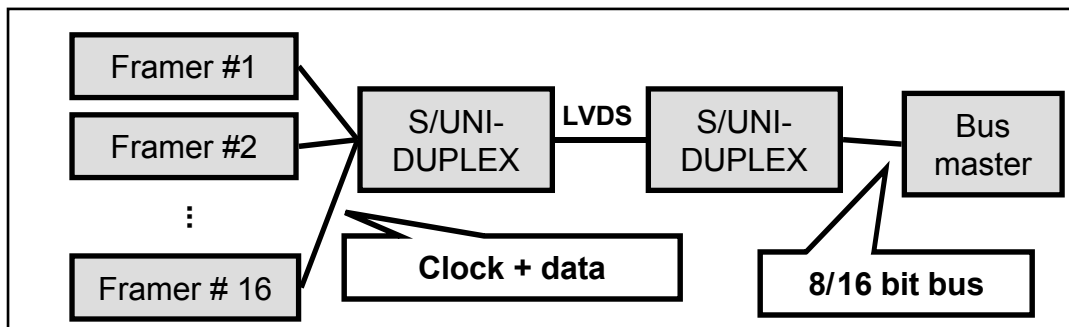 Framer #1
Framer #2
...
Framer # 16
S/UNI-
DUPLEX
LVDS
S/UNI-
DUPLEX
Bus
master
Clock + data
8/16 bit bus